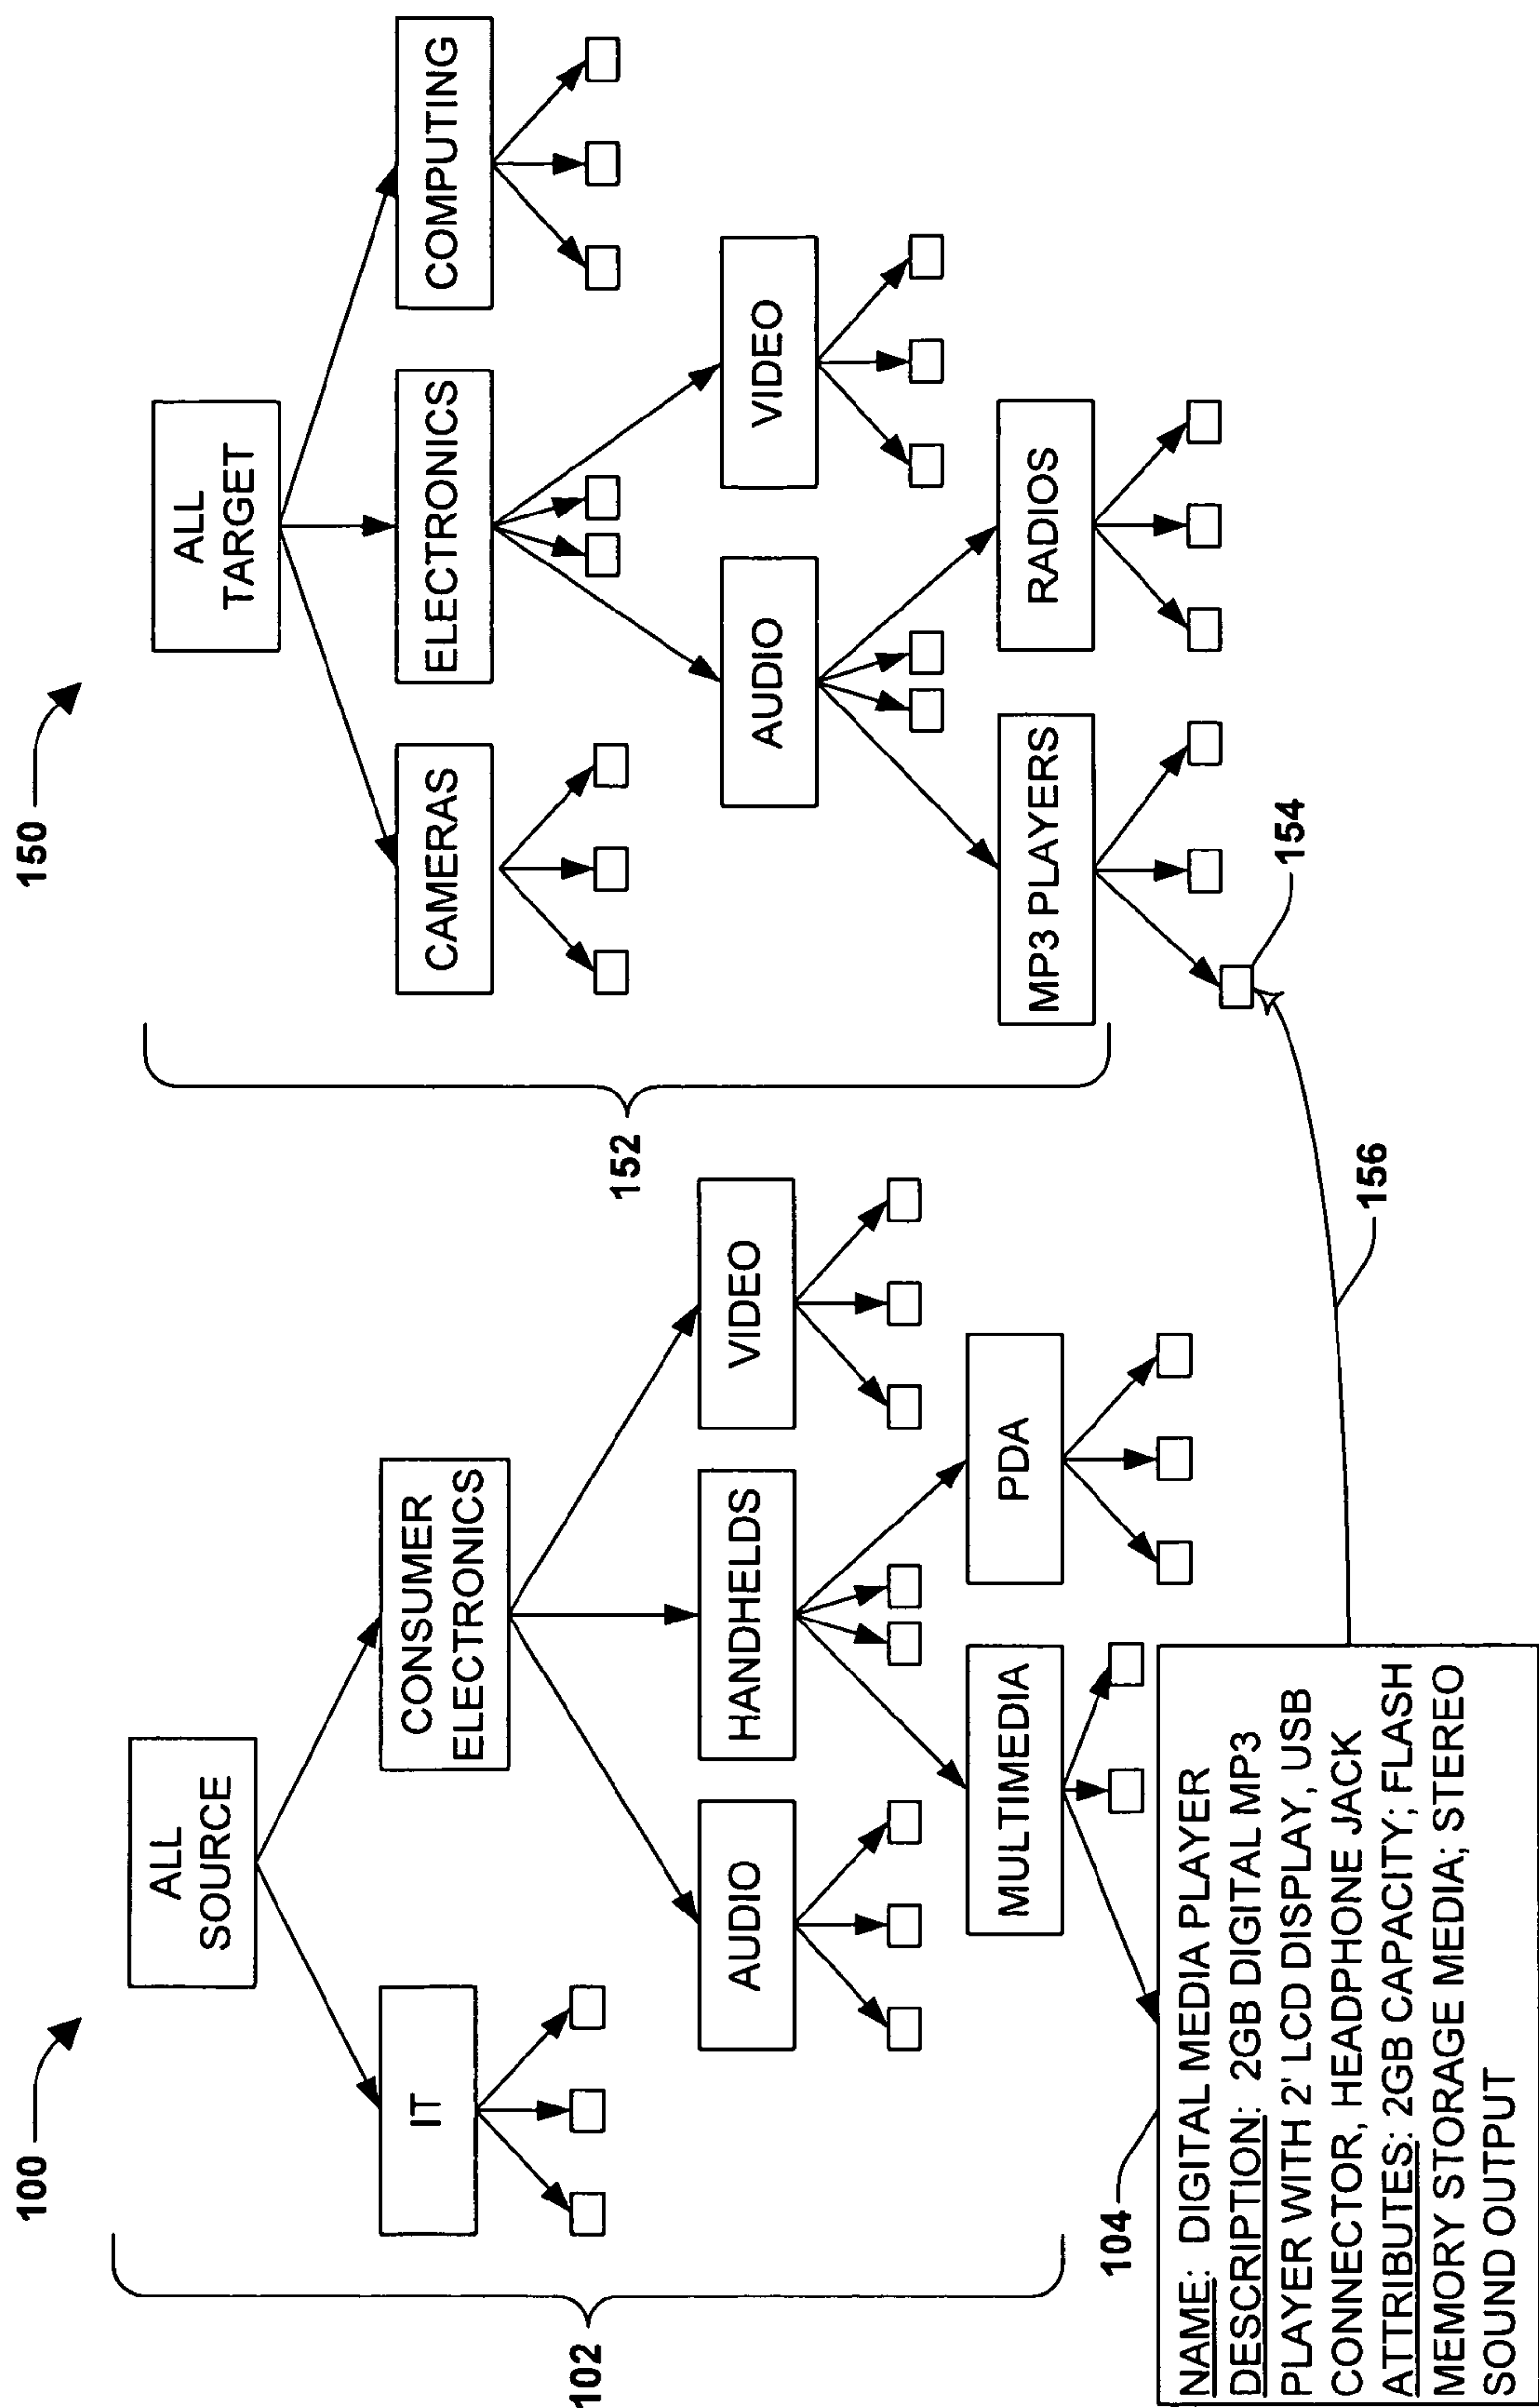 100
ALL
SOURCE
IT
CONSUMER
ELECTRONICS
AUDIO
HANDHELDS
VIDEO
MULTIMEDIA
PDA
102
104
NAME: DIGITAL MEDIA PLAYER
DESCRIPTION: 2GB DIGITAL MP3
PLAYER WITH 2' LCD DISPLAY, USB
CONNECTOR, HEADPHONE JACK
ATTRIBUTES: 2GB CAPACITY; FLASH
MEMORY STORAGE MEDIA; STEREO
SOUND OUTPUT
150
ALL
TARGET
CAMERAS
ELECTRONICS
COMPUTING
AUDIO
VIDEO
MP3 PLAYERS
RADIOS
152
154
156